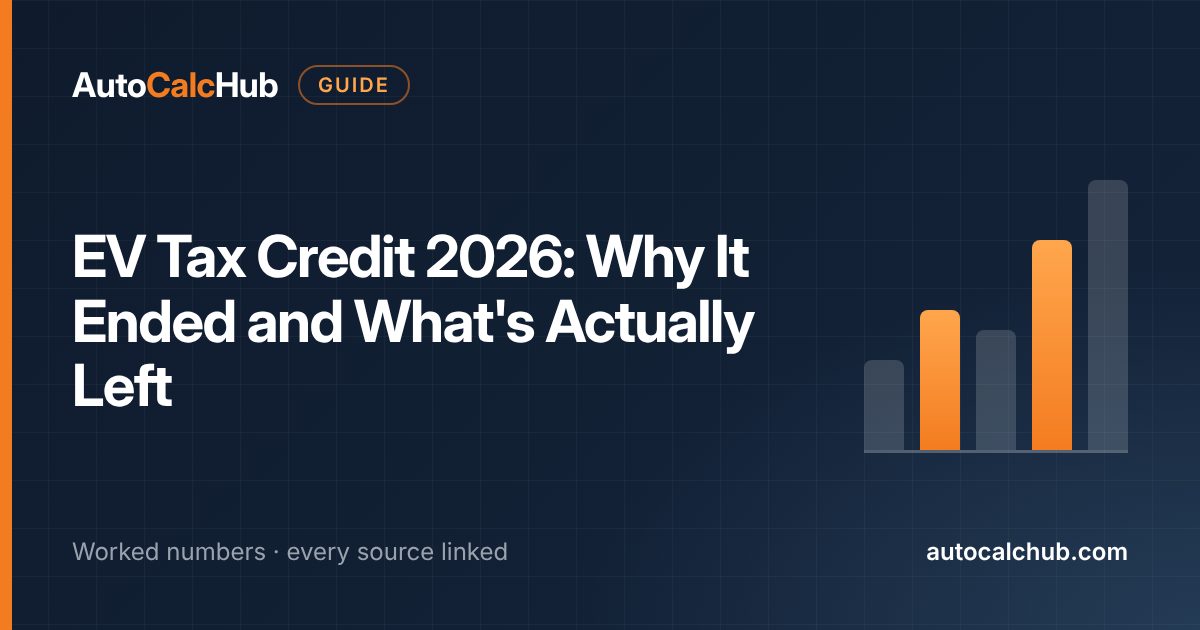 AutoCalcHub
GUIDE
EV Tax Credit 2026: Why It
Ended and What's Actually
Left
Worked numbers · every source linked
autocalchub.com